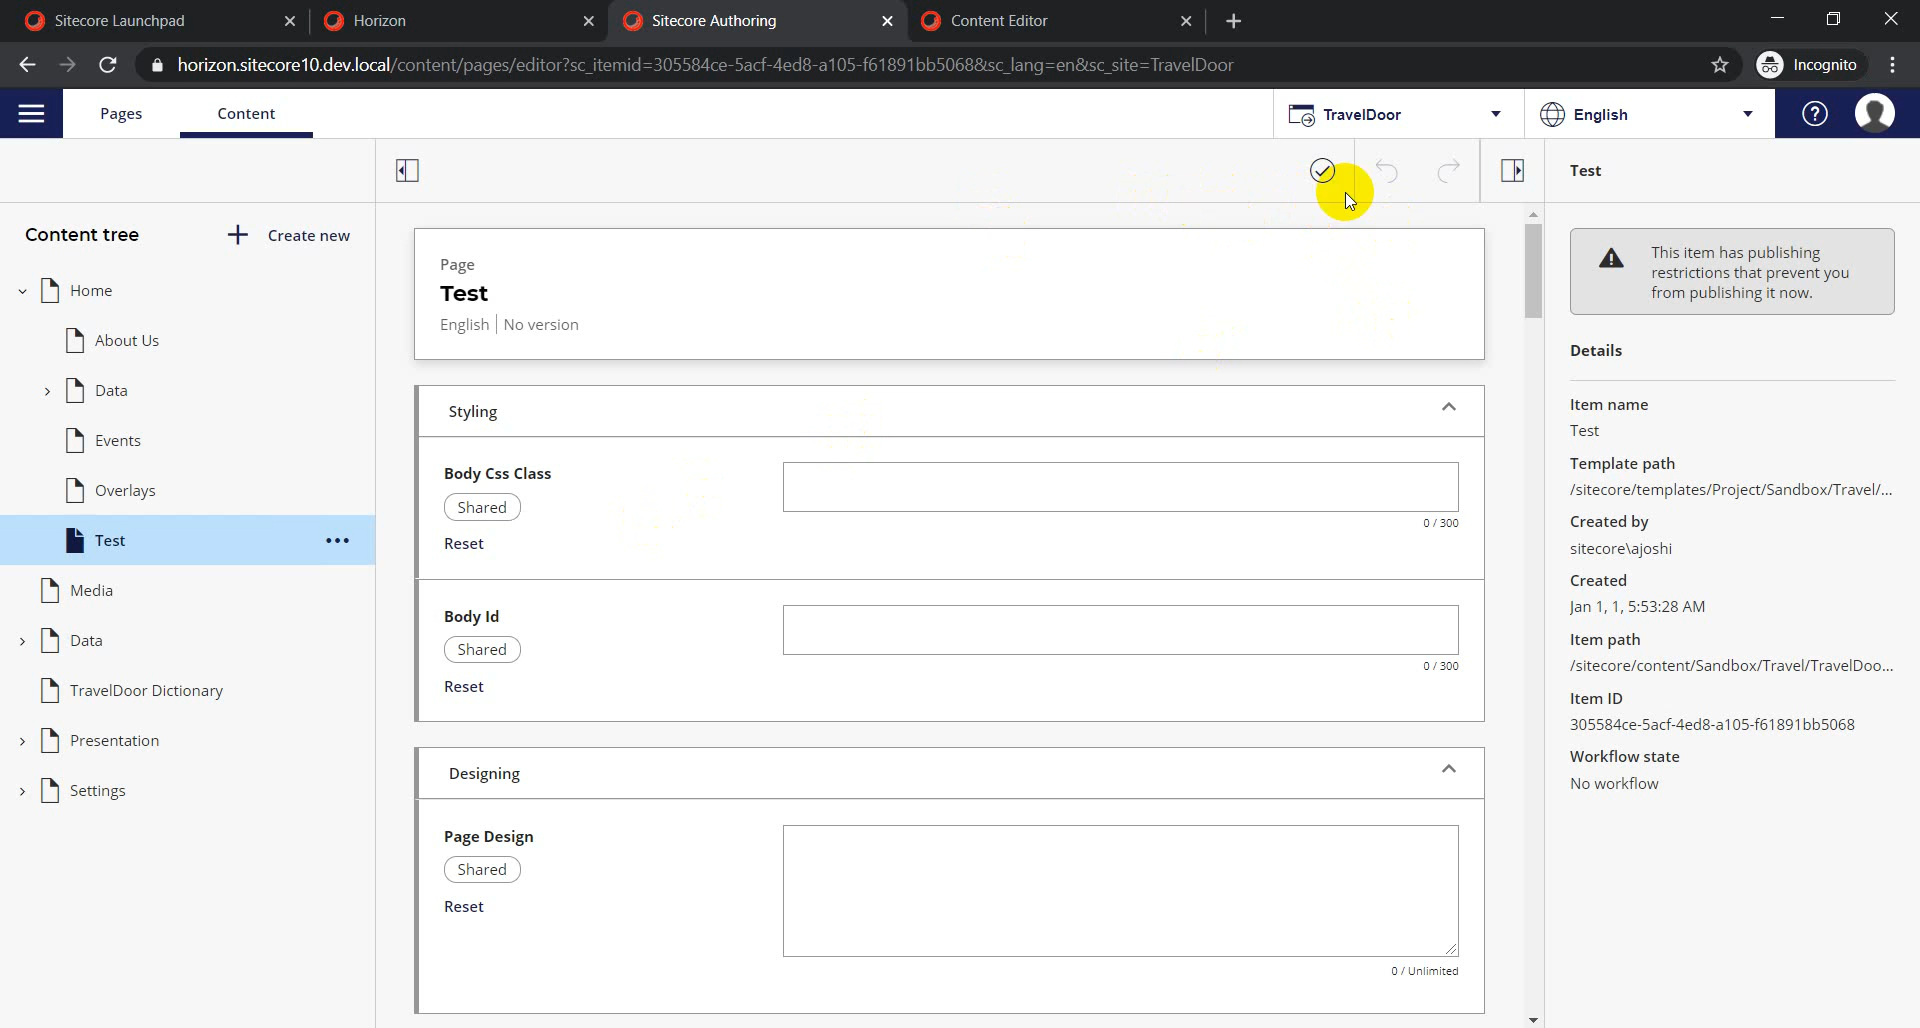 Sitecore Launchpad
Horizon
Sitecore Authoring
Content Editor
horizon.sitecore10.dev.local/content/pages/editor?sc_itemid=305584ce-5acf-4ed8-a105-f61891bb5068&sc_lang=en&sc_site=TravelDoor
Incognito
Pages
Content
TravelDoor
English
Content tree
Create new
Home
About Us
Data
Events
Overlays
Test
Media
Data
TravelDoor Dictionary
Presentation
Settings
Page
Test
English | No version
Styling
Body Css Class
Shared
Reset
0 / 300
Body Id
Shared
Reset
0 / 300
Designing
Page Design
Shared
Reset
0 / Unlimited
Test
This item has publishing
restrictions that prevent you
from publishing it now.
Details
Item name
Test
Template path
/sitecore/templates/Project/Sandbox/Travel/...
Created by
sitecore\ajoshi
Created
Jan 1, 1, 5:53:28 AM
Item path
/sitecore/content/Sandbox/Travel/TravelDoo...
Item ID
305584ce-5acf-4ed8-a105-f61891bb5068
Workflow state
No workflow